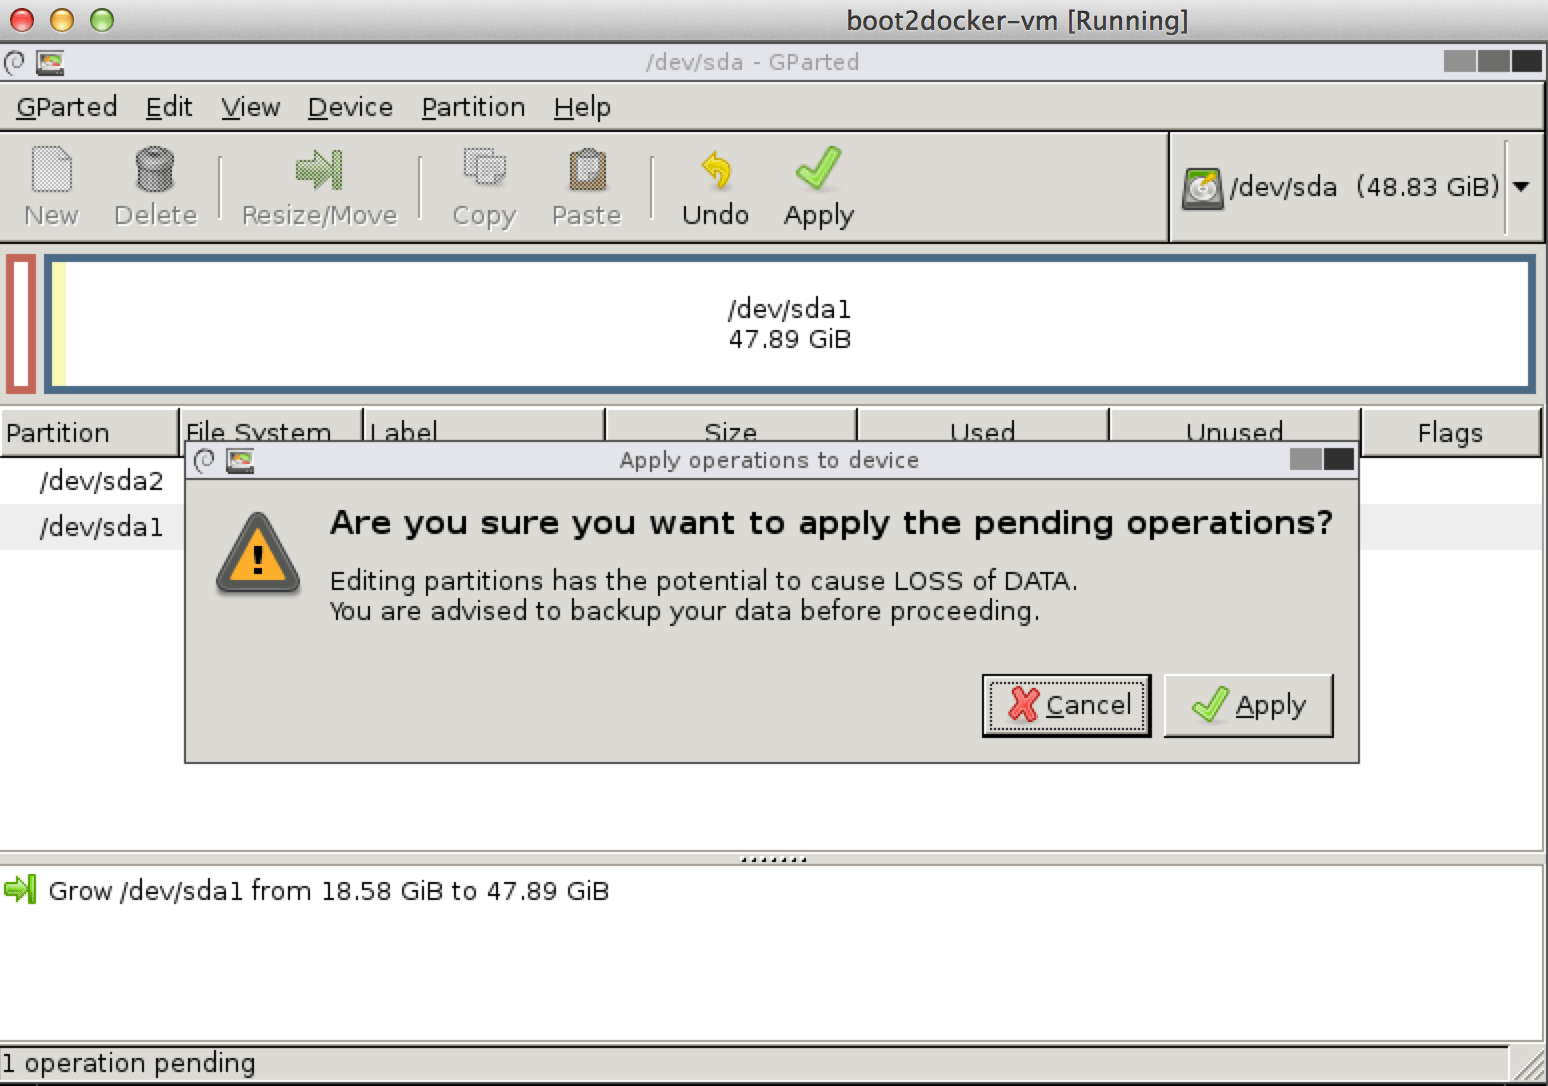 boot2docker-vm [Running]
/dev/sda - GParted
GParted Edit View Device Partition Help
New Delete Resize/Move Copy Paste Undo Apply
/dev/sda (48.83 GiB)
/dev/sda1
47.89 GiB
Partition File System Label Size Used Unused Flags
/dev/sda2
/dev/sda1
Apply operations to device
Are you sure you want to apply the pending operations?
Editing partitions has the potential to cause LOSS of DATA.
You are advised to backup your data before proceeding.
Cancel Apply
Grow /dev/sda1 from 18.58 GiB to 47.89 GiB
1 operation pending